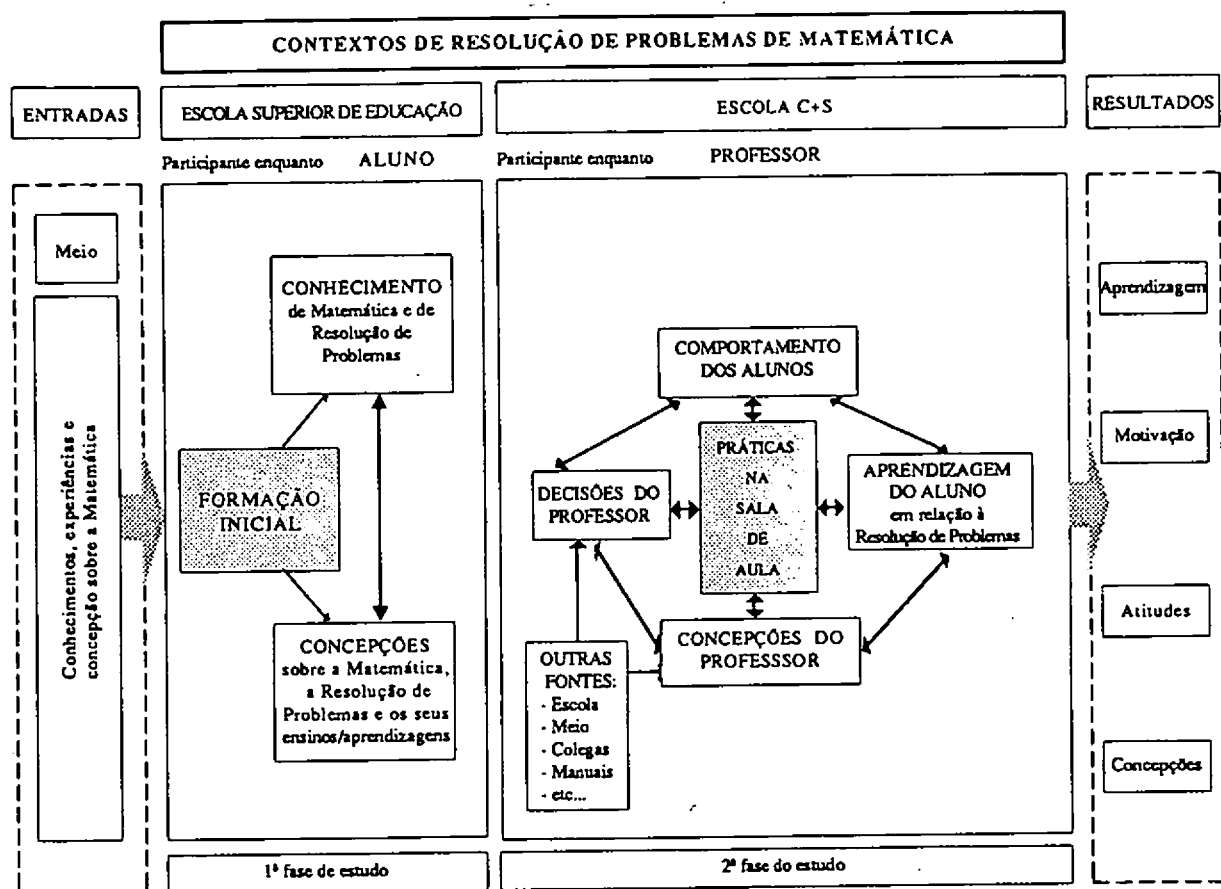 CONTEXTOS DE RESOLUÇÃO DE PROBLEMAS DE MATEMÁTICA
ENTRADAS
ESCOLA SUPERIOR DE EDUCAÇÃO
ESCOLA C+S
RESULTADOS
Participante enquanto ALUNO
Participante enquanto PROFESSOR
Meio
Conhecimentos, experiências e
concepção sobre a Matemática
CONHECIMENTO
de Matemática e de
Resolução de
Problemas
FORMAÇÃO
INICIAL
CONCEPÇÕES
sobre a Matemática,
a Resolução de
Problemas e os seus
ensinos/aprendizagens
COMPORTAMENTO
DOS ALUNOS
DECISÕES DO
PROFESSOR
PRÁTICAS
NA
SALA
DE
AULA
APRENDIZAGEM
DO ALUNO
em relação à
Resolução de Problemas
CONCEPÇÕES DO
PROFESSSOR
OUTRAS
FONTES:
- Escola
- Meio
- Colegas
- Manuais
- etc...
Aprendizagem
Motivação
Atitudes
Concepções
1ª fase de estudo
2ª fase do estudo